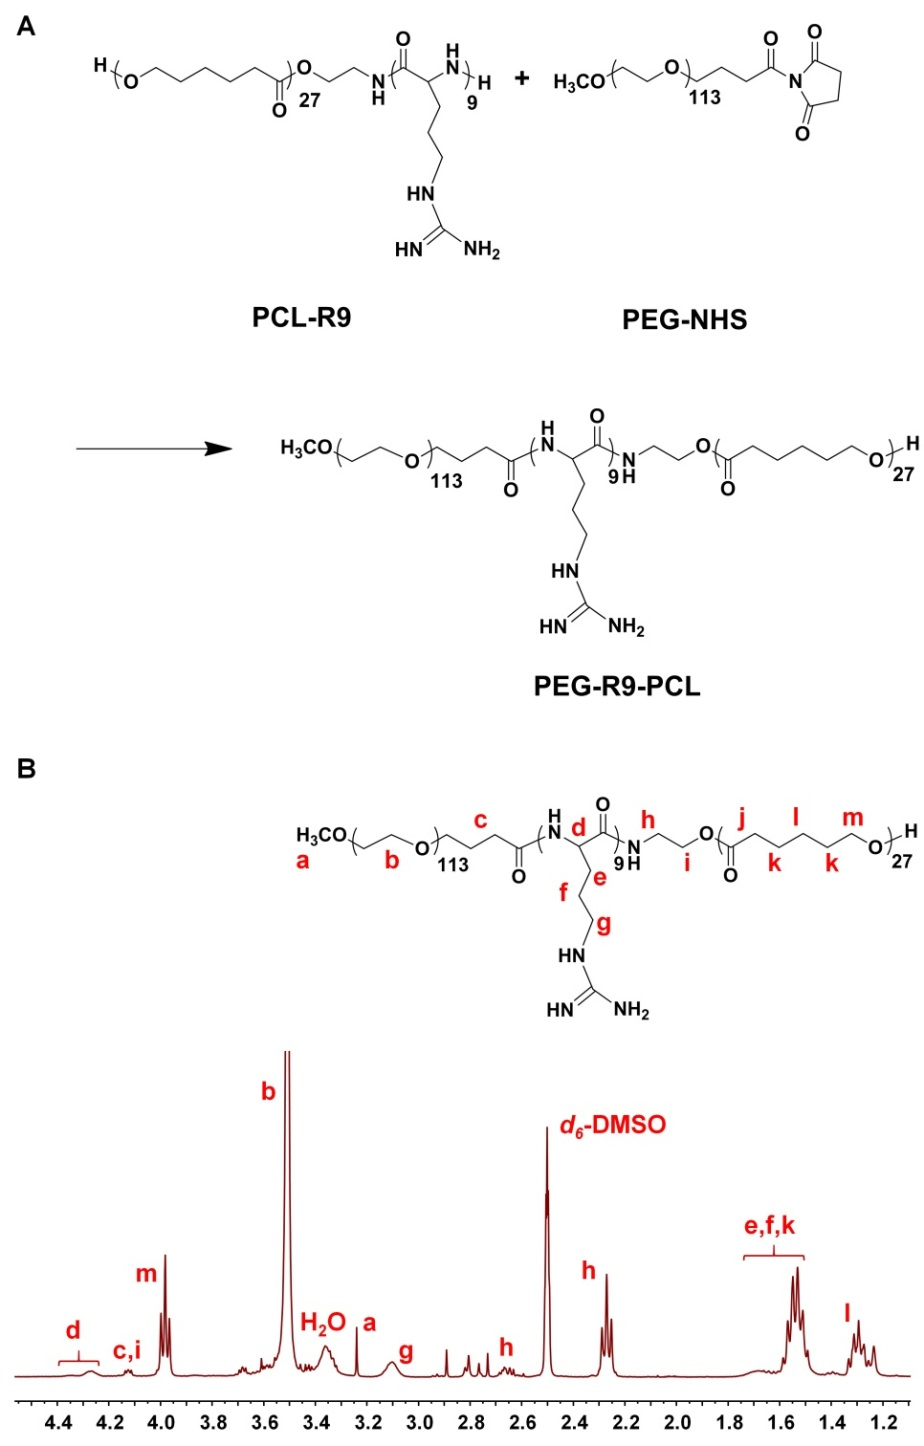 A
H O O 27 O N H O H N 9 H + H₃CO O 113 O N O O
HN
HN NH₂
PCL-R9 PEG-NHS
H₃CO O 113 O H N O 9 N H O O O H 27
HN
HN NH₂
PEG-R9-PCL
B
H₃CO O 113 c O H N d O 9 N H h O j O l m O H 27
a b e i k k
f
g
HN
HN NH₂
b
d₆-DMSO
e,f,k
m h
H₂O a l
d
c,i g h
4.4 4.2 4.0 3.8 3.6 3.4 3.2 3.0 2.8 2.6 2.4 2.2 2.0 1.8 1.6 1.4 1.2